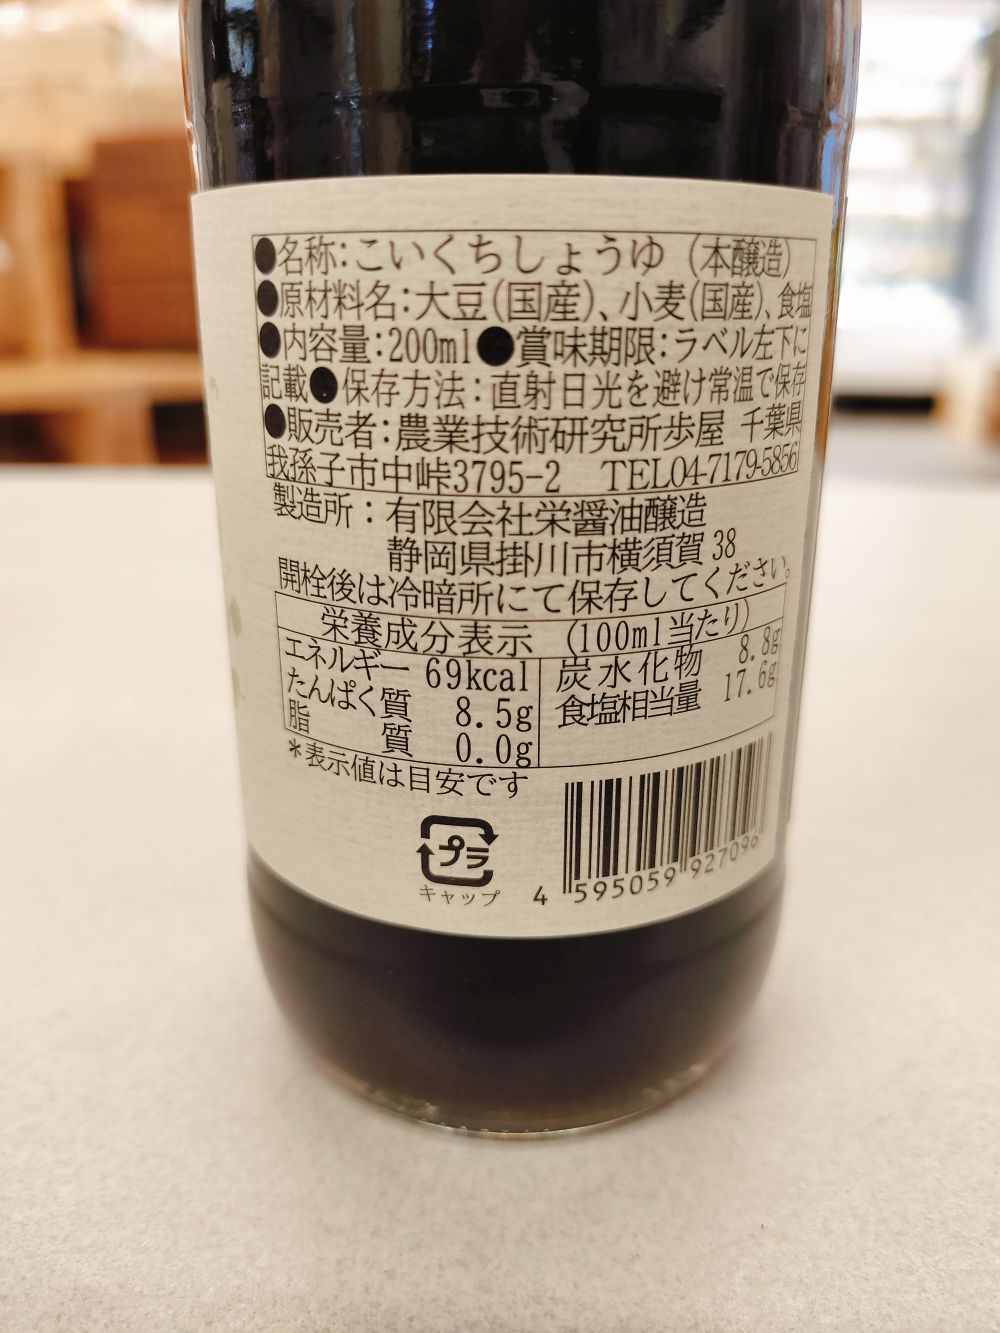 ●名称：こいくちしょうゆ（本醸造）
●原材料名：大豆（国産）、小麦（国産）、食塩
●内容量：200ml●賞味期限：ラベル左下に
記載●保存方法：直射日光を避け常温で保存
●販売者：農業技術研究所歩屋 千葉県
我孫子市中峠3795-2 TEL04-7179-5856
製造所：有限会社栄醤油醸造
静岡県掛川市横須賀38
開栓後は冷暗所にて保存してください。
栄養成分表示（100ml当たり）
エネルギー 69kcal
たんぱく質 8.5g
脂質 0.0g
炭水化物 8.8g
食塩相当量 17.6g
＊表示値は目安です
プラ
キャップ
4 595059 927096